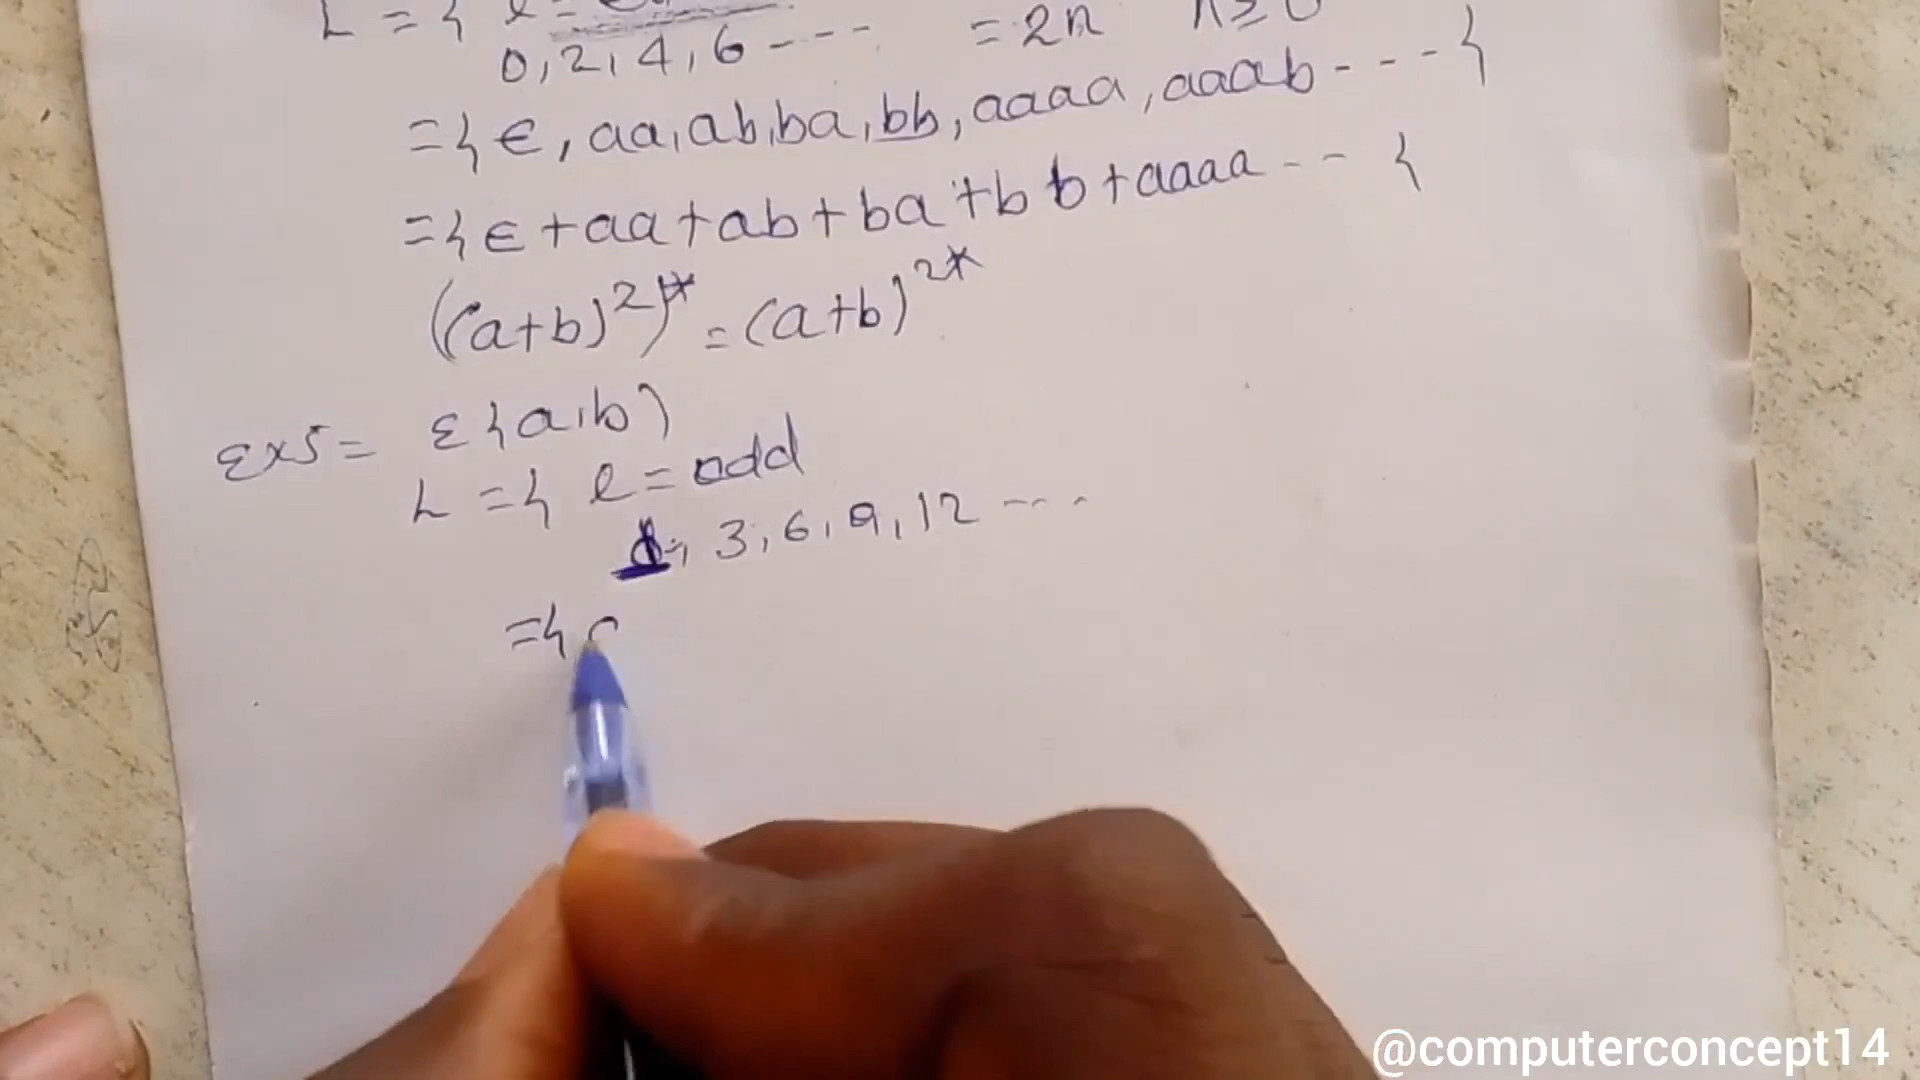 L = { l =
0, 2, 4, 6 - - - - = 2n n ≥ 0
= { ϵ, aa, ab, ba, bb, aaaa, aaab - - - - }
= { ϵ + aa + ab + ba + bb + aaaa - - - }
((a+b)²)* = (a+b)²*
Ex5 = Σ{a,b)
L = { l = odd
3, 6, 9, 12 - - - -
= {
@computerconcept14